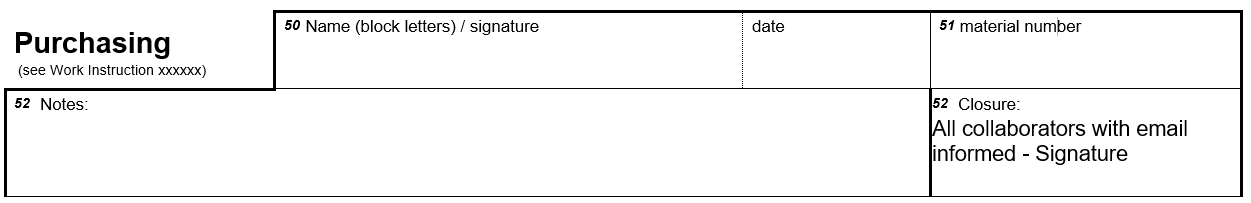 Purchasing
(see Work Instruction xxxxxx)
50 Name (block letters) / signature
date
51 material number
52 Notes:
52 Closure:
All collaborators with email
informed - Signature